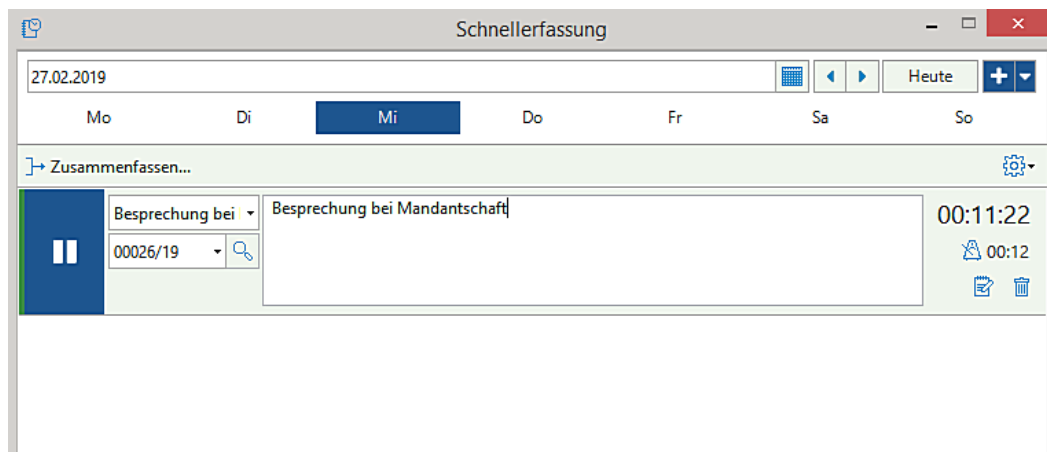 Schnellerfassung
27.02.2019
Heute
Mo Di Mi Do Fr Sa So
Zusammenfassen...
Besprechung bei
Besprechung bei Mandantschaft
00:11:22
00026/19
00:12